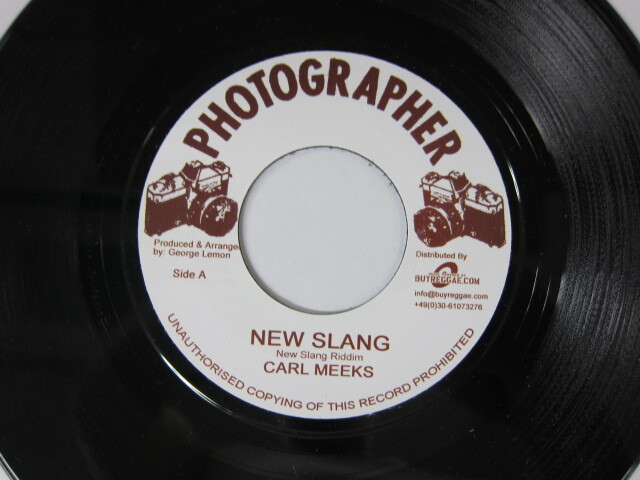 PHOTOGRAPHER
Produced & Arranged
by: George Lemon
Side A
Distributed By
BUYREGGAE.COM
info@buyreggae.com
+49(0)30-61073276
NEW SLANG
New Slang Riddim
CARL MEEKS
UNAUTHORISED COPYING OF THIS RECORD PROHIBITED